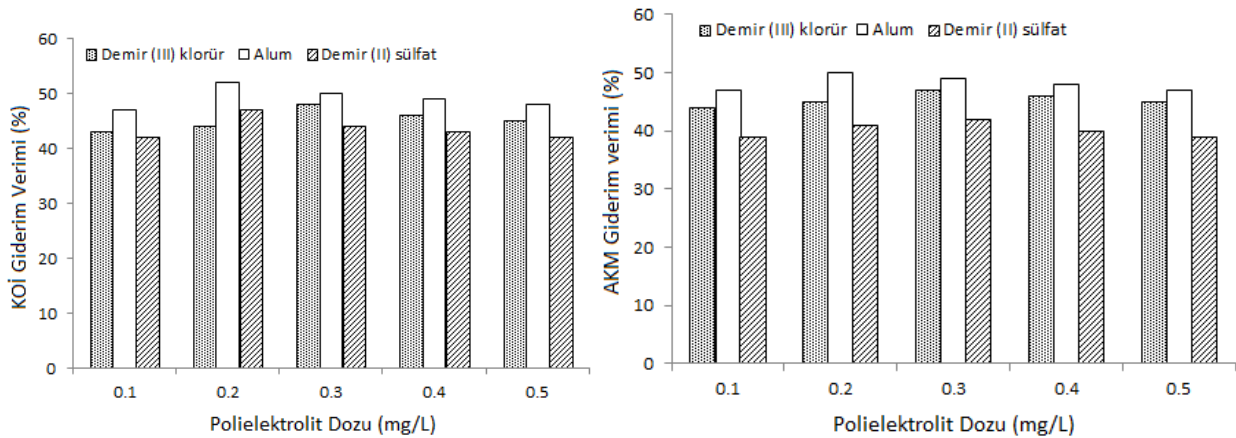 60
Demir (III) klorür Alum Demir (II) sülfat
50
40
30
20
10
0
KOİ Giderim Verimi (%)
0.1 0.2 0.3 0.4 0.5
Polielektrolit Dozu (mg/L)
60
Demir (III) klorür Alum Demir (II) sülfat
50
40
30
20
10
0
AKM Giderim verimi (%)
0.1 0.2 0.3 0.4 0.5
Polielektrolit Dozu (mg/L)